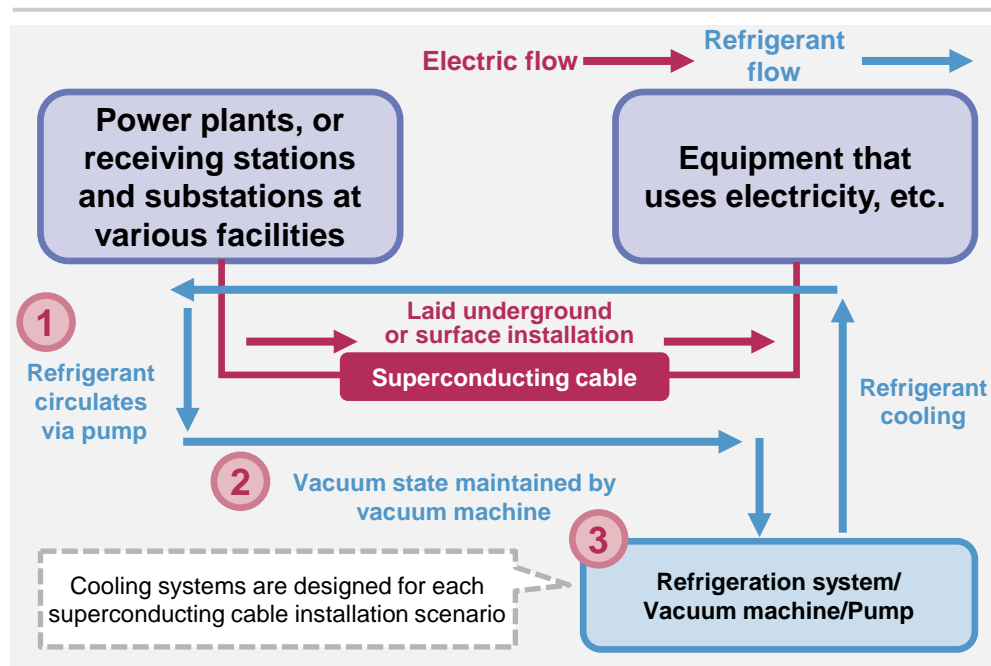 Electric flow
Refrigerant
flow
Power plants, or
receiving stations
and substations at
various facilities
Equipment that
uses electricity, etc.
1
Laid underground
or surface installation
Superconducting cable
Refrigerant
circulates
via pump
Refrigerant
cooling
2
Vacuum state maintained by
vacuum machine
3
Cooling systems are designed for each
superconducting cable installation scenario
Refrigeration system/
Vacuum machine/Pump